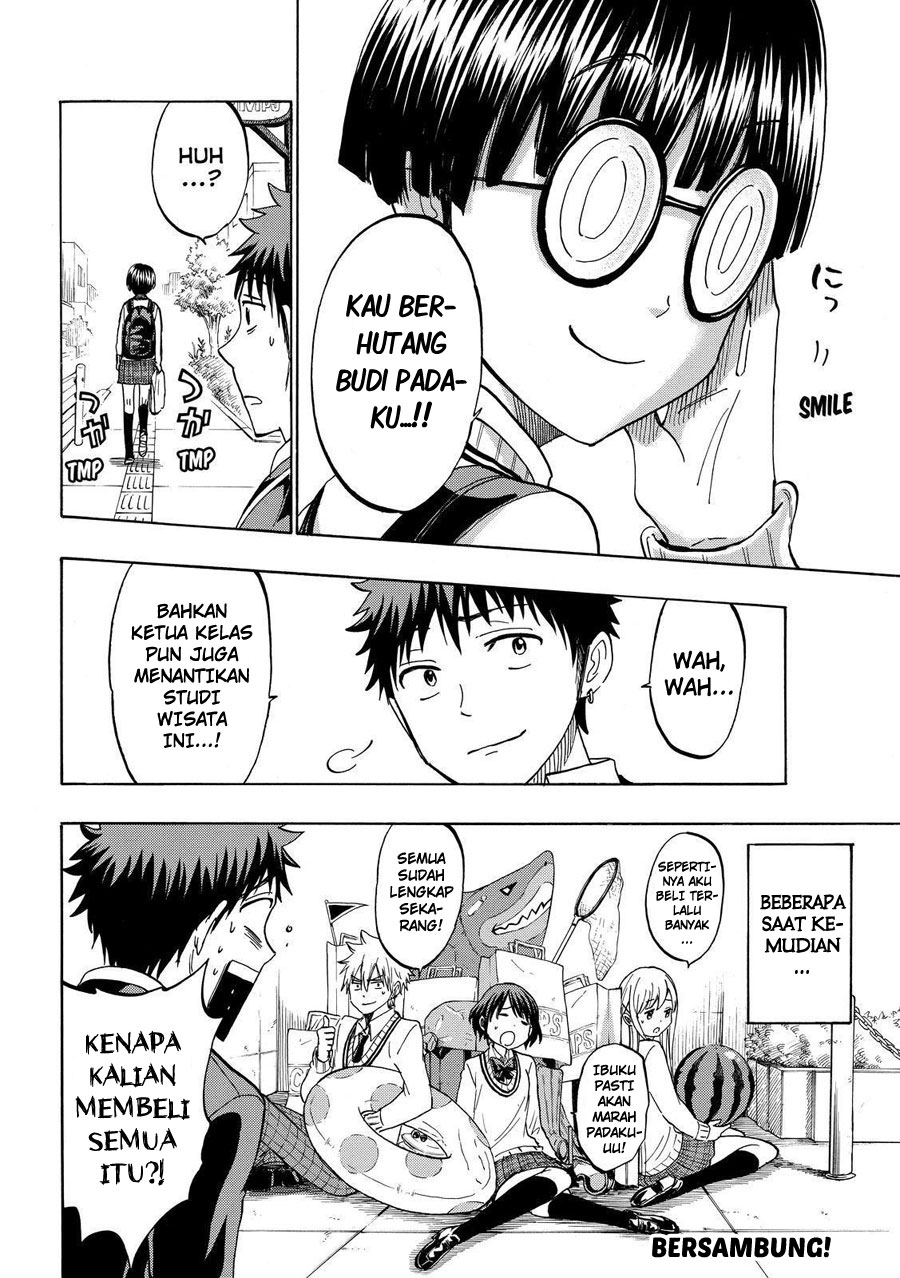 にっ
SMILE
KAU BER-
HUTANG
BUDI PADA-
KU...!!
HUH
...?
つか
TMP
つか
TMP
WAH,
WAH...
BAHKAN
KETUA KELAS
PUN JUGA
MENANTIKAN
STUDI
WISATA
INI...!
BEBERAPA
SAAT KE-
MUDIAN
...
SEPERTI-
NYA AKU
BELI TER-
LALU
BANYAK
...
SEMUA
SUDAH
LENGKAP
SEKA-
RANG!
IBUKU
PASTI
AKAN
MARAH
PADAKU-
UU!
KENAPA
KALIAN
MEMBELI
SEMUA
ITU?!
BERSAMBUNG!